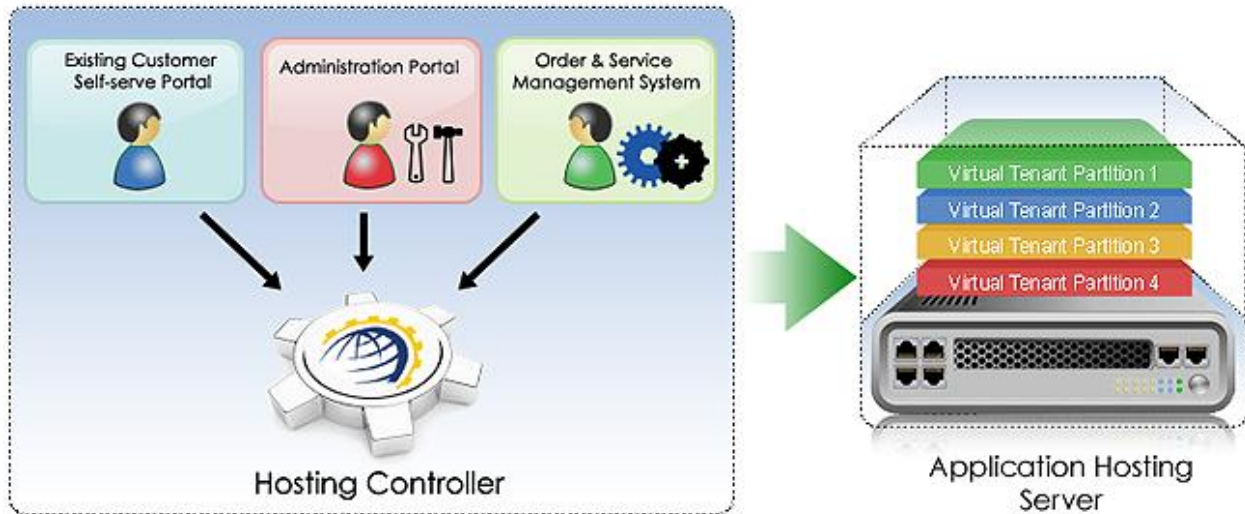 Existing Customer
Self-serve Portal
Administration Portal
Order & Service
Management System
Hosting Controller
Virtual Tenant Partition 1
Virtual Tenant Partition 2
Virtual Tenant Partition 3
Virtual Tenant Partition 4
Application Hosting
Server